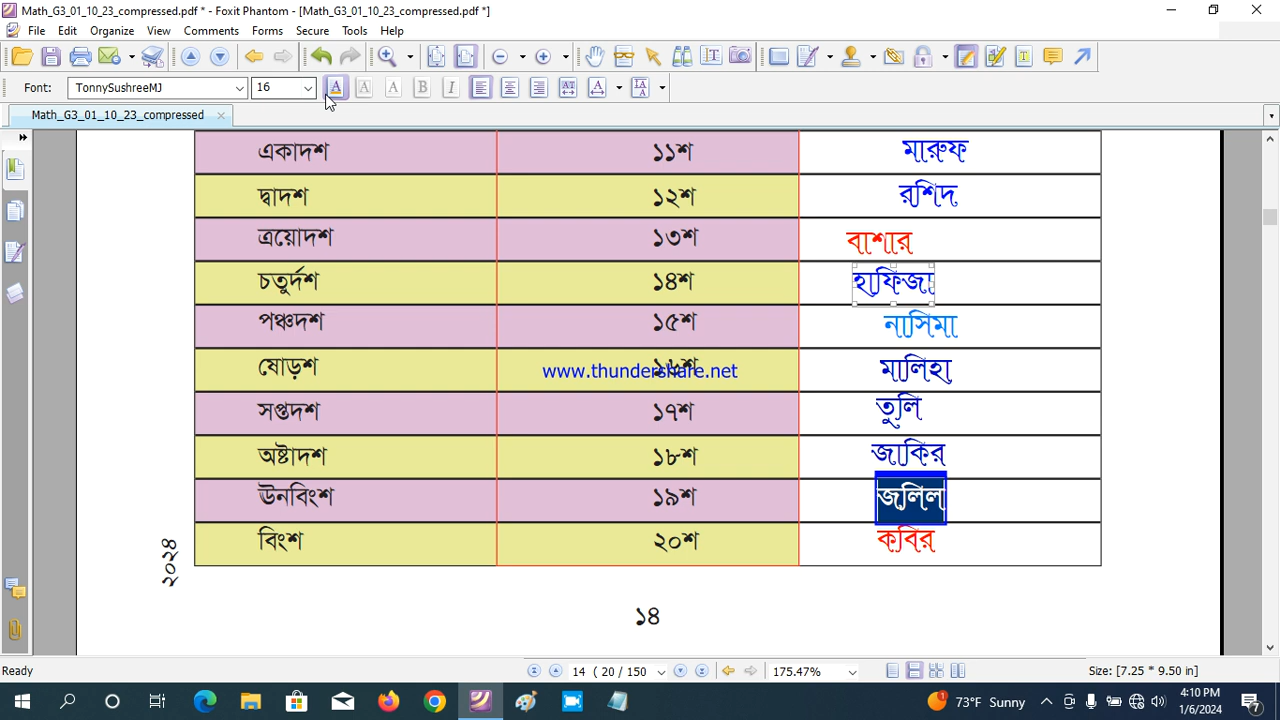 Math_G3_01_10_23_compressed.pdf * - Foxit Phantom - [Math_G3_01_10_23_compressed.pdf *]
File Edit Organize View Comments Forms Secure Tools Help
Font: TonnySushreeMJ 16
Math_G3_01_10_23_compressed
একাদশ ১১শ মারুফ
দ্বাদশ ১২শ রশিদ
ত্রয়োদশ ১৩শ বাশার
চতুর্দশ ১৪শ হাফিজা
পঞ্চদশ ১৫শ নাসিমা
ষোড়শ ১৬শ মালিহা
www.thundershare.net
সপ্তদশ ১৭শ তুলি
অষ্টাদশ ১৮শ জাকির
ঊনবিংশ ১৯শ জলিল
বিংশ ২০শ কবির
২০২৪
১৪
Ready 14 ( 20 / 150 ) 175.47% Size: [7.25 * 9.50 in]
73°F Sunny 4:10 PM
1/6/2024